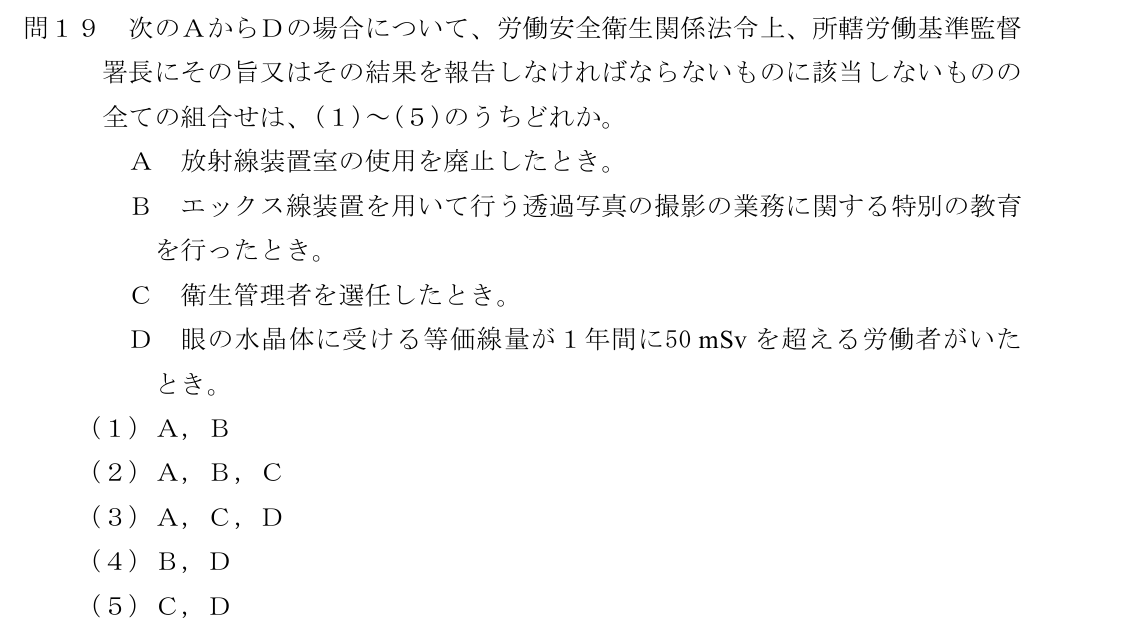 問１９　次のＡからＤの場合について、労働安全衛生関係法令上、所轄労働基準監督
署長にその旨又はその結果を報告しなければならないものに該当しないものの
全ての組合せは、（１）～（５）のうちどれか。
Ａ　放射線装置室の使用を廃止したとき。
Ｂ　エックス線装置を用いて行う透過写真の撮影の業務に関する特別の教育
を行ったとき。
Ｃ　衛生管理者を選任したとき。
Ｄ　眼の水晶体に受ける等価線量が１年間に50 mSv を超える労働者がいた
とき。
（１）Ａ，Ｂ
（２）Ａ，Ｂ，Ｃ
（３）Ａ，Ｃ，Ｄ
（４）Ｂ，Ｄ
（５）Ｃ，Ｄ